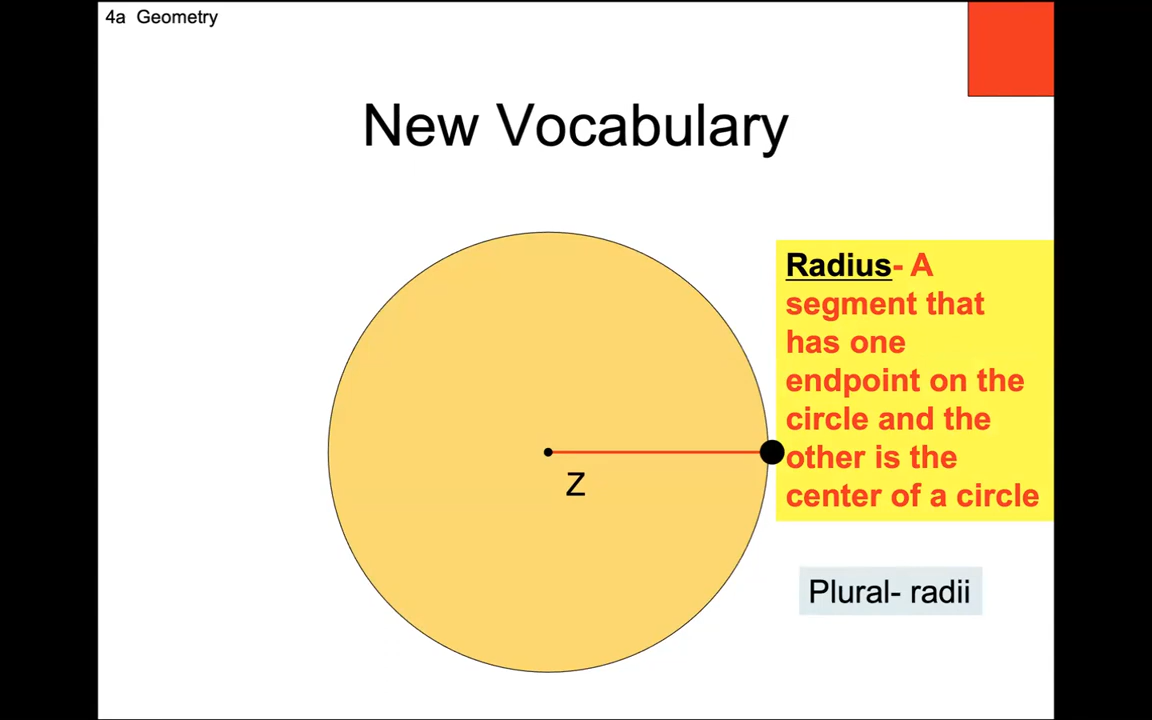 4a  Geometry
New Vocabulary
Radius- A
segment that
has one
endpoint on the
circle and the
other is the
center of a circle
Z
Plural- radii